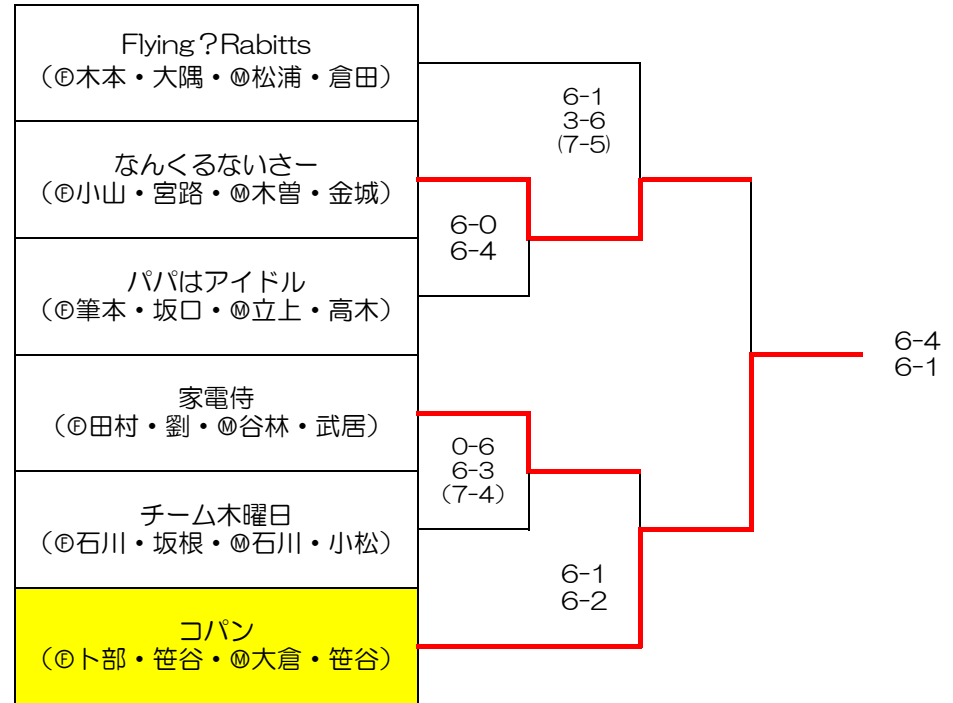 Flying?Rabitts
（Ⓕ木本・大隅・Ⓜ松浦・倉田）
なんくるないさー
（Ⓕ小山・宮路・Ⓜ木曽・金城）
パパはアイドル
（Ⓕ筆本・坂口・Ⓜ立上・高木）
家電侍
（Ⓕ田村・劉・Ⓜ谷林・武居）
チーム木曜日
（Ⓕ石川・坂根・Ⓜ石川・小松）
コパン
（Ⓕト部・笹谷・Ⓜ大倉・笹谷）
6-0
6-4
0-6
6-3
（7-4）
6-1
3-6
(7-5)
6-1
6-2
6-4
6-1